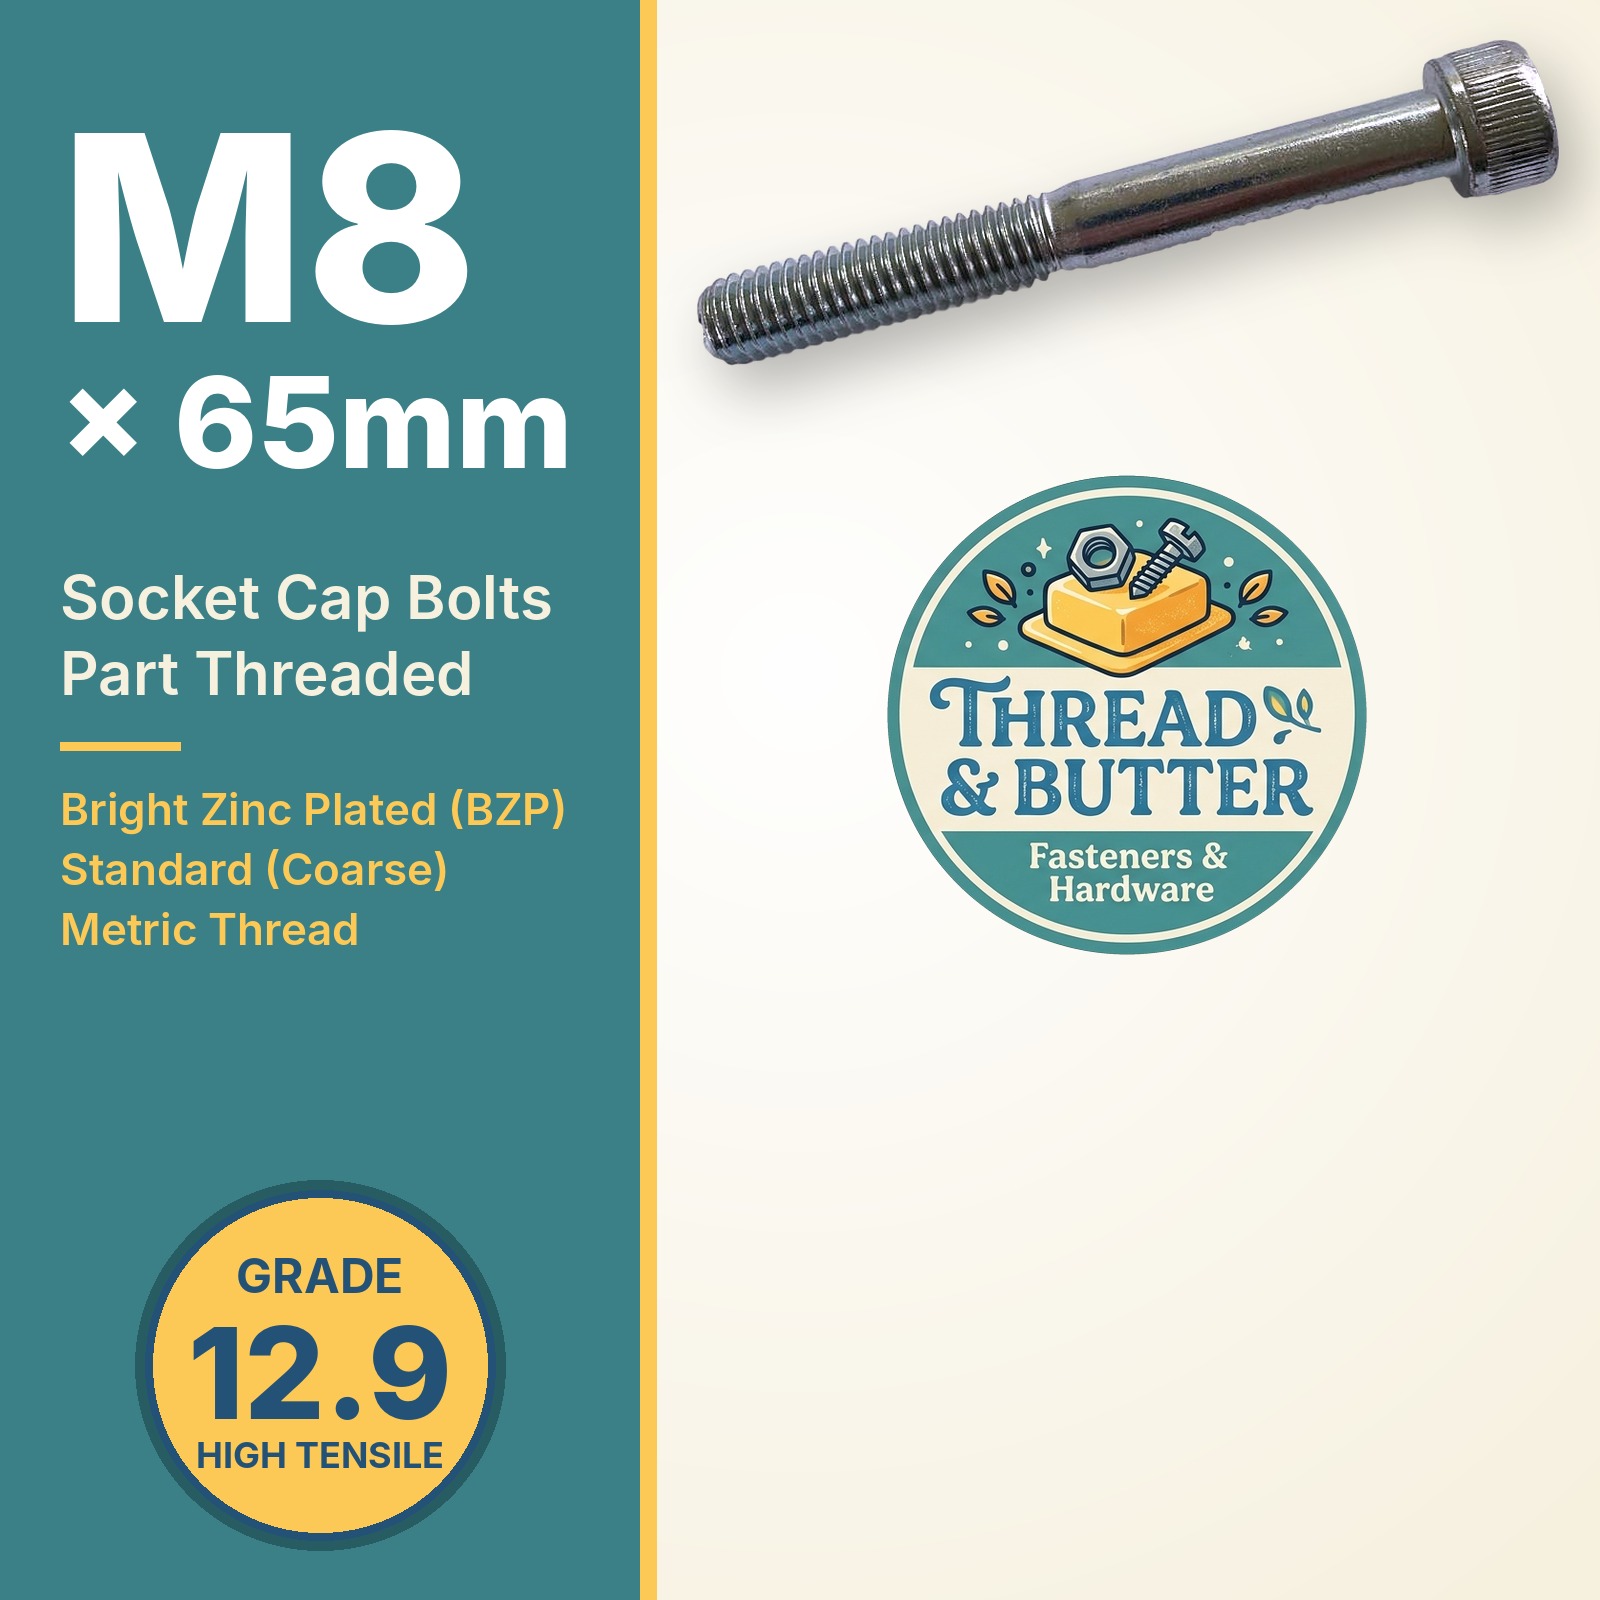 M8
× 65mm
Socket Cap Bolts
Part Threaded
Bright Zinc Plated (BZP)
Standard (Coarse)
Metric Thread
GRADE
12.9
HIGH TENSILE
THREAD
& BUTTER
Fasteners &
Hardware